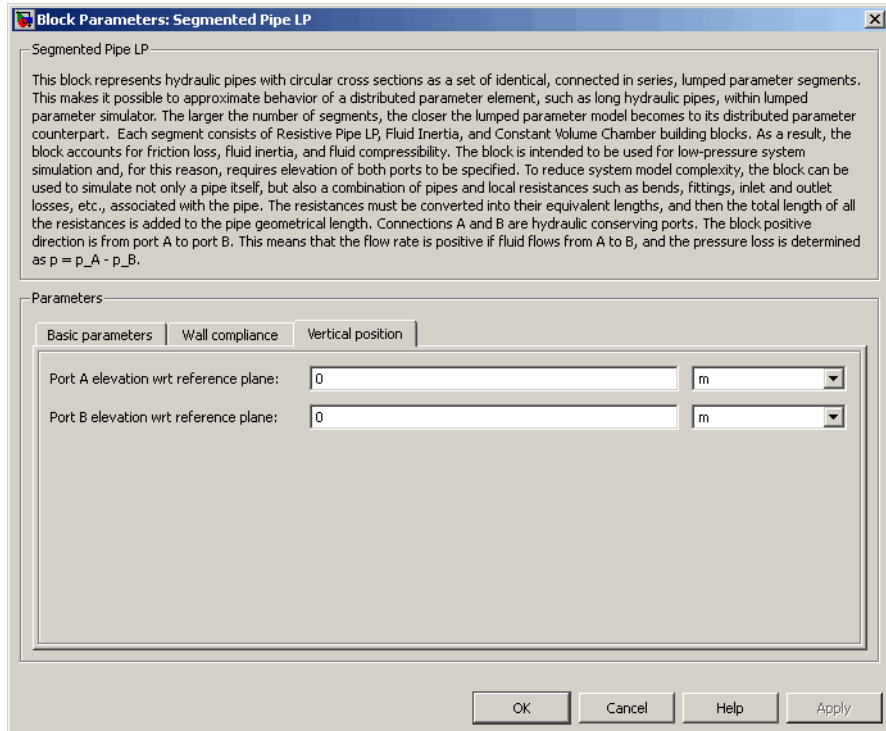 Block Parameters: Segmented Pipe LP
Segmented Pipe LP
This block represents hydraulic pipes with circular cross sections as a set of identical, connected in series, lumped parameter segments.
This makes it possible to approximate behavior of a distributed parameter element, such as long hydraulic pipes, within lumped
parameter simulator. The larger the number of segments, the closer the lumped parameter model becomes to its distributed parameter
counterpart.  Each segment consists of Resistive Pipe LP, Fluid Inertia, and Constant Volume Chamber building blocks. As a result, the
block accounts for friction loss, fluid inertia, and fluid compressibility. The block is intended to be used for low-pressure system
simulation and, for this reason, requires elevation of both ports to be specified. To reduce system model complexity, the block can be
used to simulate not only a pipe itself, but also a combination of pipes and local resistances such as bends, fittings, inlet and outlet
losses, etc., associated with the pipe. The resistances must be converted into their equivalent lengths, and then the total length of all
the resistances is added to the pipe geometrical length. Connections A and B are hydraulic conserving ports. The block positive
direction is from port A to port B. This means that the flow rate is positive if fluid flows from A to B, and the pressure loss is determined
as p = p_A - p_B.
Parameters
Basic parameters Wall compliance Vertical position
Port A elevation wrt reference plane: 0 m
Port B elevation wrt reference plane: 0 m
OK Cancel Help Apply